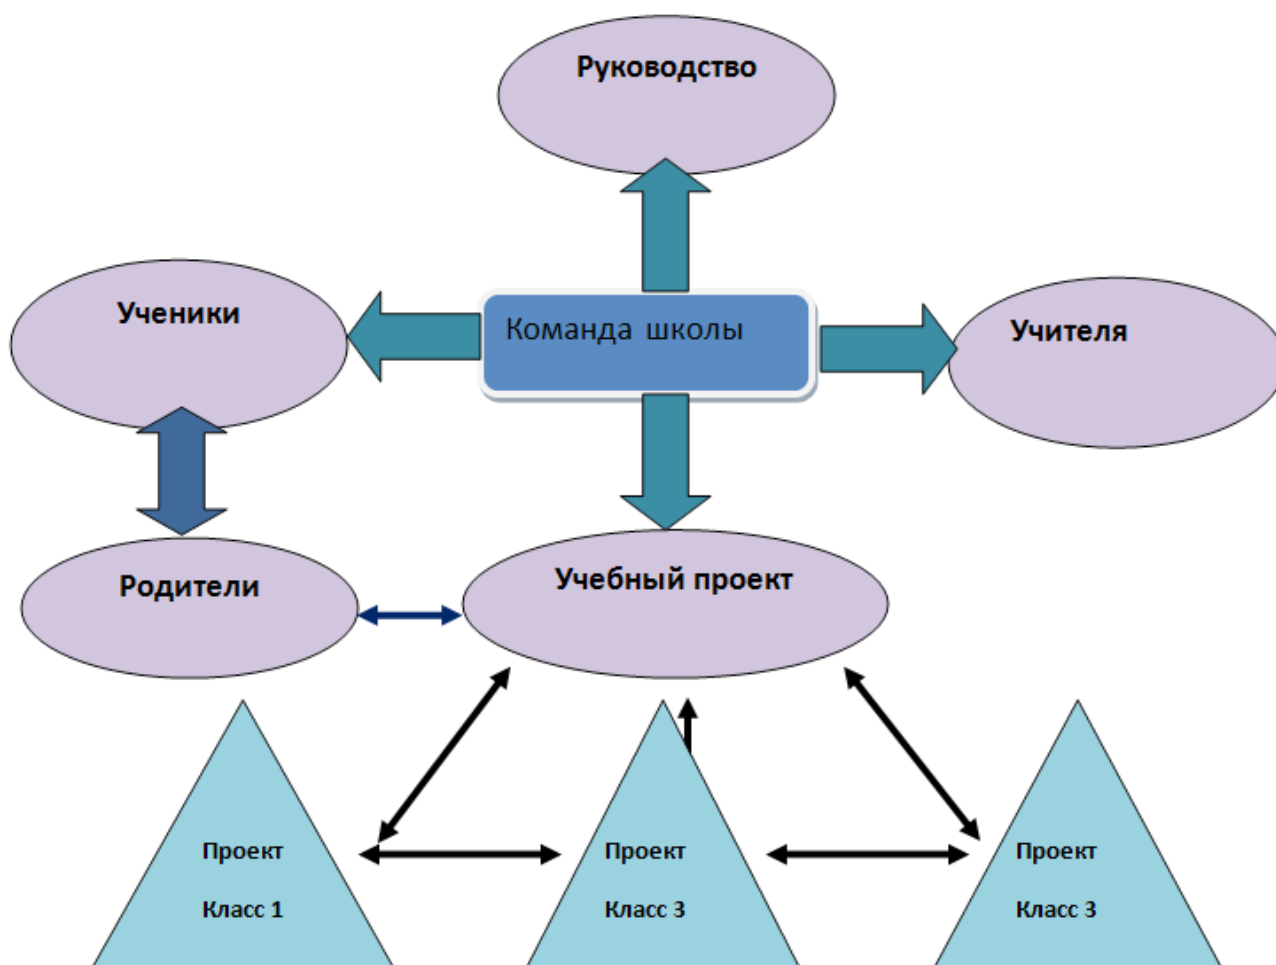 Руководство
Ученики
Команда школы
Учителя
Родители
Учебный проект
Проект
Класс 1
Проект
Класс 3
Проект
Класс 3